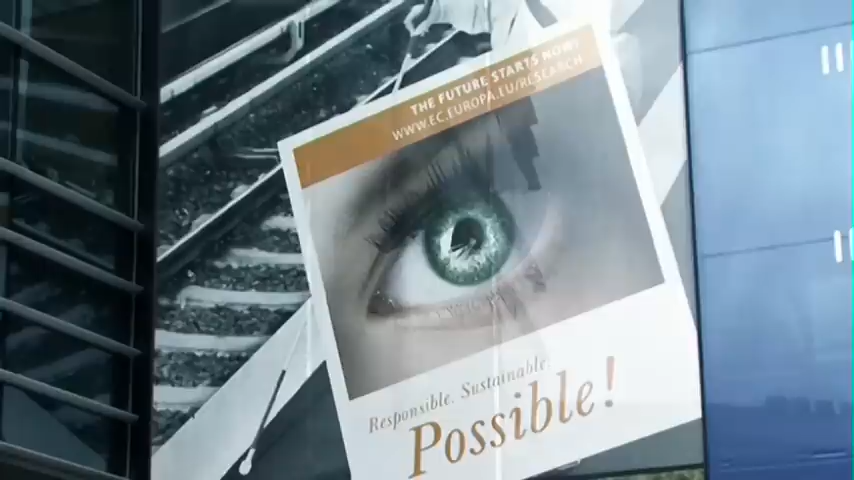 THE FUTURE STARTS NOW!
WWW.EC.EUROPA.EU/RESEARCH
Responsible. Sustainable.
Possible!